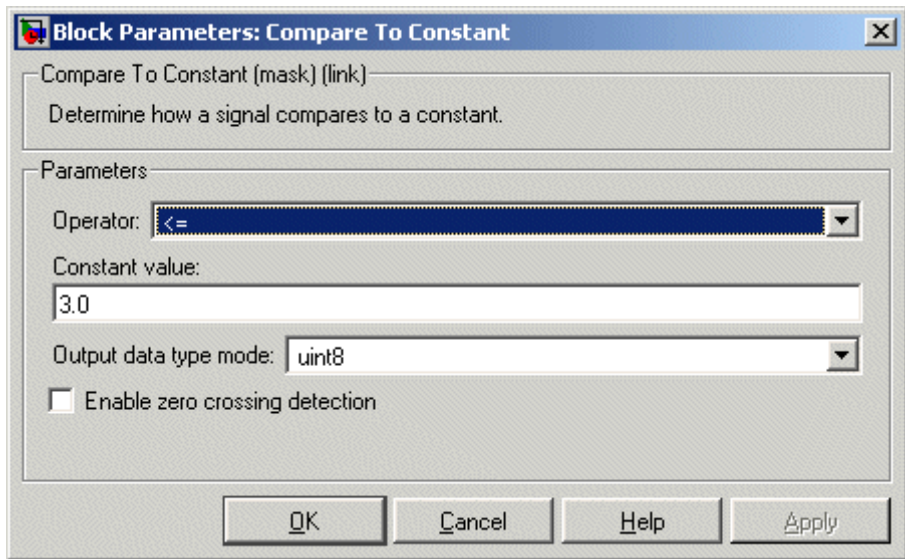 Block Parameters: Compare To Constant
Compare To Constant (mask) (link)
Determine how a signal compares to a constant.
Parameters
Operator: <=
Constant value:
3.0
Output data type mode: uint8
Enable zero crossing detection
OK Cancel Help Apply